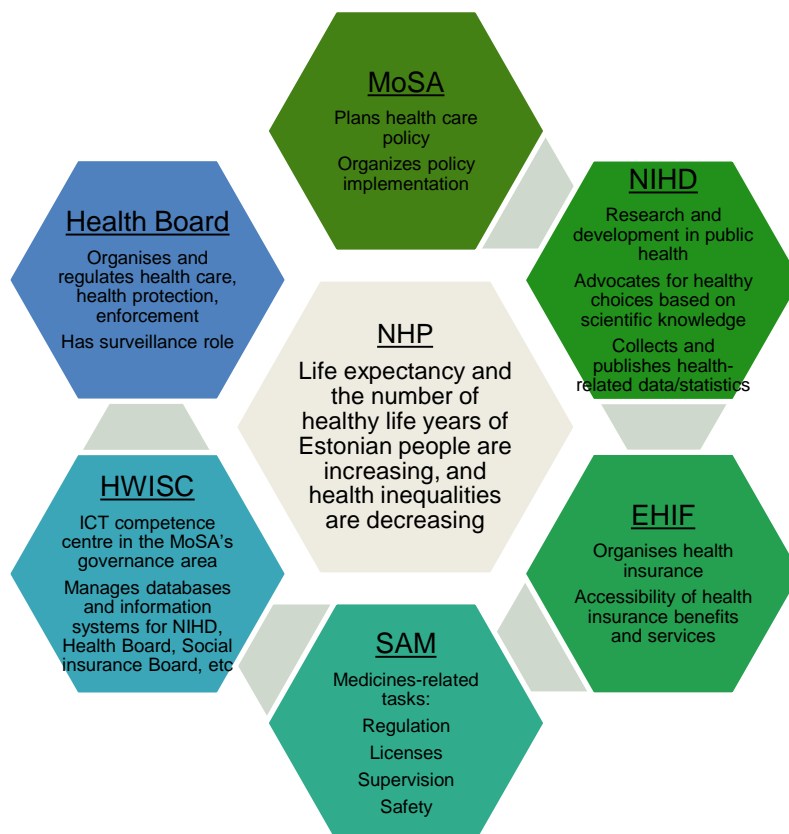 MoSA
Plans health care
policy
Organizes policy
implementation
NIHD
Research and
development in public
health
Advocates for healthy
choices based on
scientific knowledge
Collects and
publishes health-
related data/statistics
Health Board
Organises and
regulates health care,
health protection,
enforcement
Has surveillance role
NHP
Life expectancy and
the number of
healthy life years of
Estonian people are
increasing, and
health inequalities
are decreasing
HWISC
ICT competence
centre in the MoSA's
governance area
Manages databases
and information
systems for NIHD,
Health Board, Social
insurance Board, etc
EHIF
Organises health
insurance
Accessibility of health
insurance benefits
and services
SAM
Medicines-related
tasks:
Regulation
Licenses
Supervision
Safety